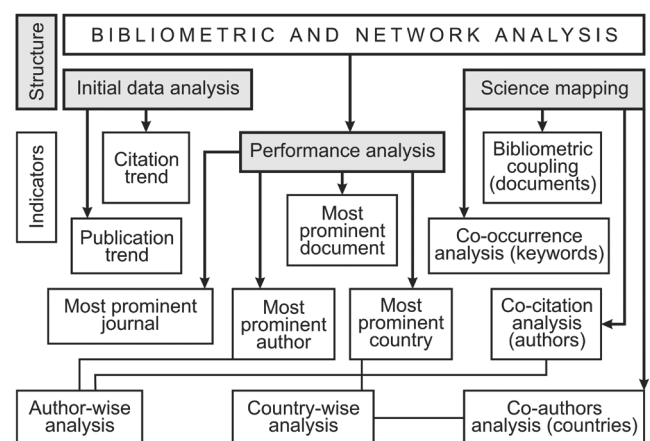 Structure
BIBLIOMETRIC AND NETWORK ANALYSIS
Initial data analysis
Science mapping
Indicators
Citation
trend
Performance analysis
Bibliometric
coupling
(documents)
Publication
trend
Most
prominent
document
Co-occurrence
analysis (keywords)
Most prominent
journal
Most
prominent
author
Most
prominent
country
Co-citation
analysis
(authors)
Author-wise
analysis
Country-wise
analysis
Co-authors
analysis (countries)